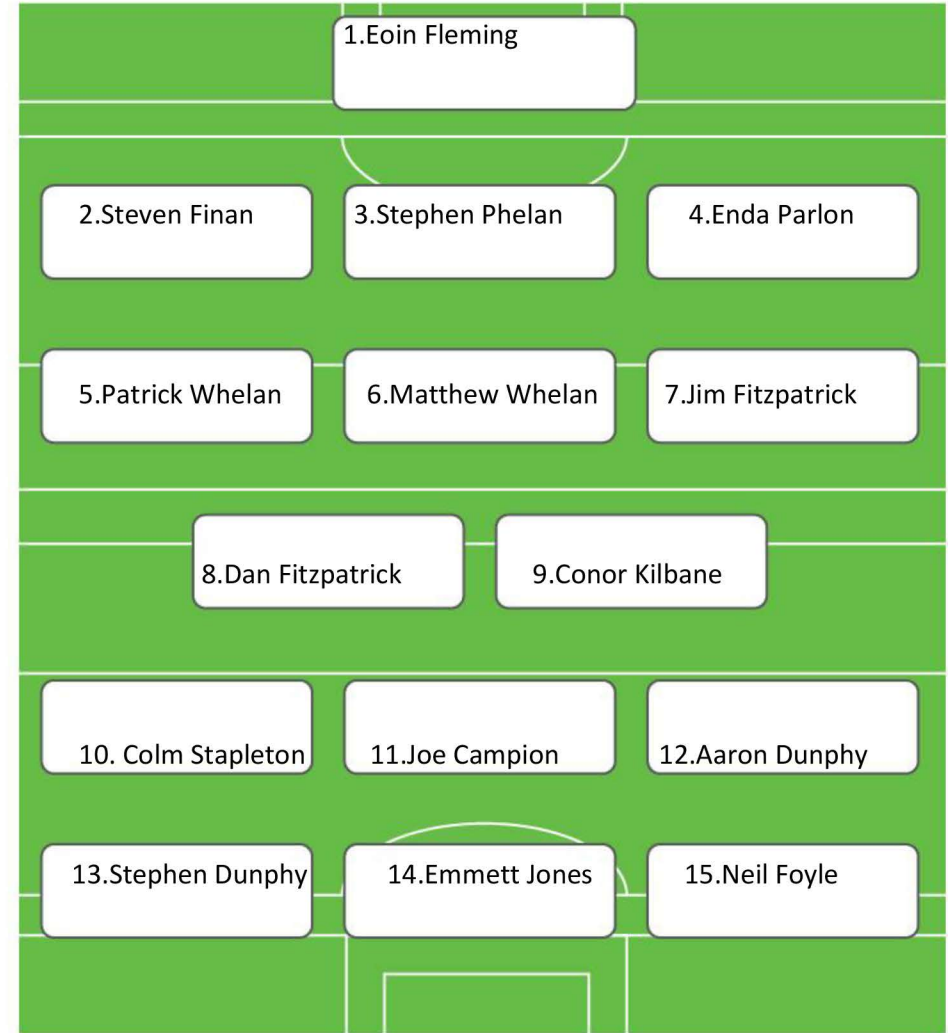 1.Eoin Fleming
2.Steven Finan
3.Stephen Phelan
4.Enda Parlon
5.Patrick Whelan
6.Matthew Whelan
7.Jim Fitzpatrick
8.Dan Fitzpatrick
9.Conor Kilbane
10. Colm Stapleton
11.Joe Campion
12.Aaron Dunphy
13.Stephen Dunphy
14.Emmett Jones
15.Neil Foyle